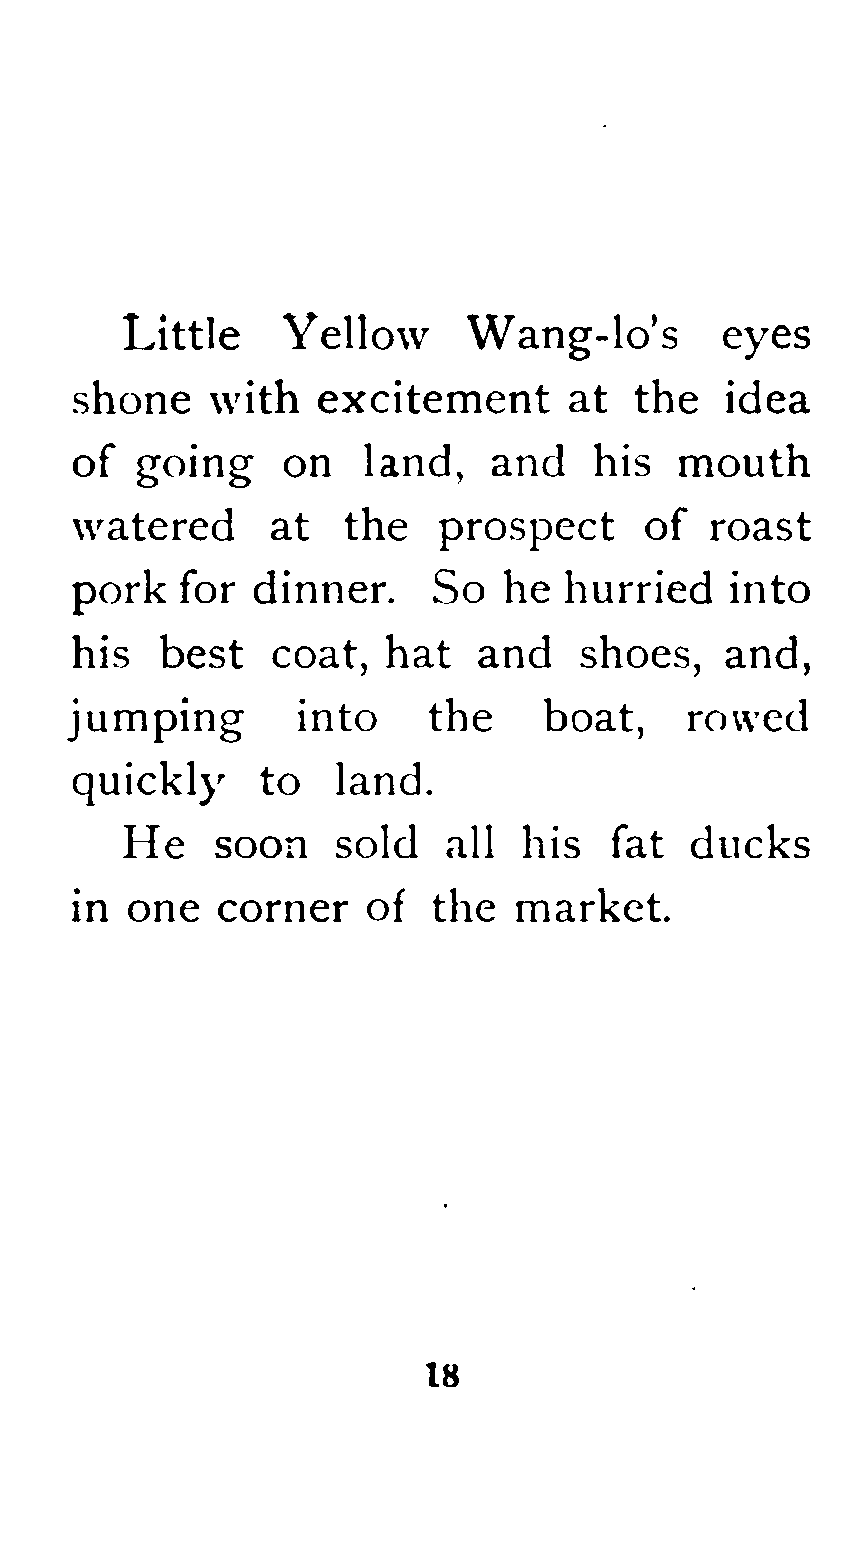 Little Yellow Wang-lo's eyes
shone with excitement at the idea
of going on land, and his mouth
watered at the prospect of roast
pork for dinner. So he hurried into
his best coat, hat and shoes, and,
jumping into the boat, rowed
quickly to land.
He soon sold all his fat ducks
in one corner of the market.
18